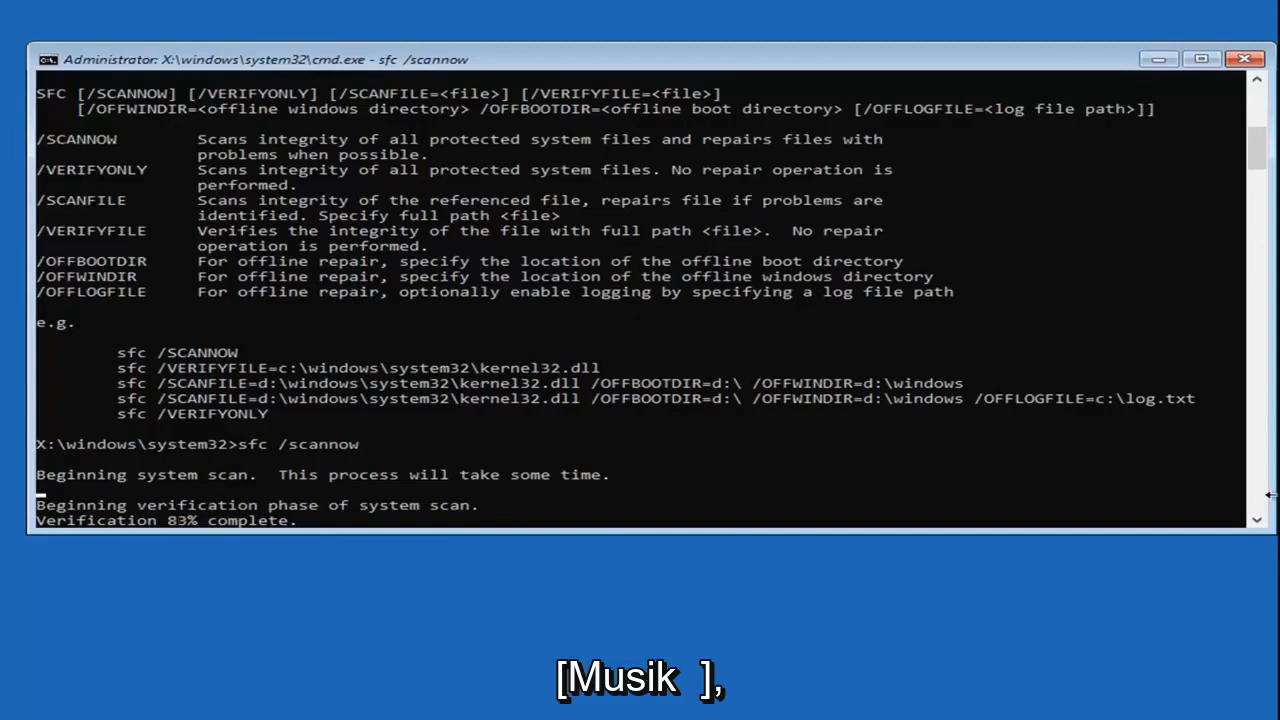 Administrator: X:\windows\system32\cmd.exe - sfc /scannow
SFC [/SCANNOW] [/VERIFYONLY] [/SCANFILE=<file>] [/VERIFYFILE=<file>]
[/OFFWINDIR=<offline windows directory> /OFFBOOTDIR=<offline boot directory> [/OFFLOGFILE=<log file path>]]
/SCANNOW Scans integrity of all protected system files and repairs files with
problems when possible.
/VERIFYONLY Scans integrity of all protected system files. No repair operation is
performed.
/SCANFILE Scans integrity of the referenced file, repairs file if problems are
identified. Specify full path <file>
/VERIFYFILE Verifies the integrity of the file with full path <file>.  No repair
operation is performed.
/OFFBOOTDIR For offline repair, specify the location of the offline boot directory
/OFFWINDIR For offline repair, specify the location of the offline windows directory
/OFFLOGFILE For offline repair, optionally enable logging by specifying a log file path
e.g.
sfc /SCANNOW
sfc /VERIFYFILE=c:\windows\system32\kernel32.dll
sfc /SCANFILE=d:\windows\system32\kernel32.dll /OFFBOOTDIR=d:\ /OFFWINDIR=d:\windows
sfc /SCANFILE=d:\windows\system32\kernel32.dll /OFFBOOTDIR=d:\ /OFFWINDIR=d:\windows /OFFLOGFILE=c:\log.txt
sfc /VERIFYONLY
X:\windows\system32>sfc /scannow
Beginning system scan.  This process will take some time.
Beginning verification phase of system scan.
Verification 83% complete.
[Musik  ],